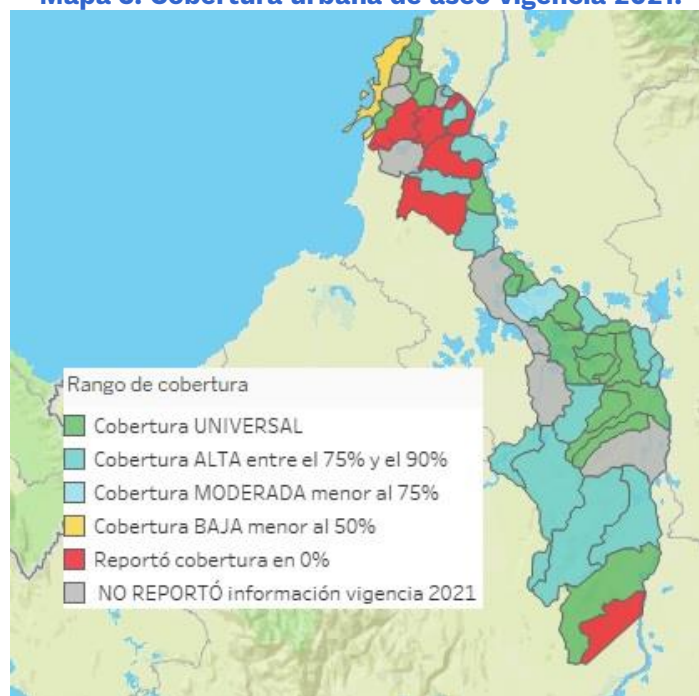 Mapa 3. Cobertura urbana de aseo vigencia 2021.
Rango de cobertura
Cobertura UNIVERSAL
Cobertura ALTA entre el 75% y el 90%
Cobertura MODERADA menor al 75%
Cobertura BAJA menor al 50%
Reportó cobertura en 0%
NO REPORTÓ información vigencia 2021